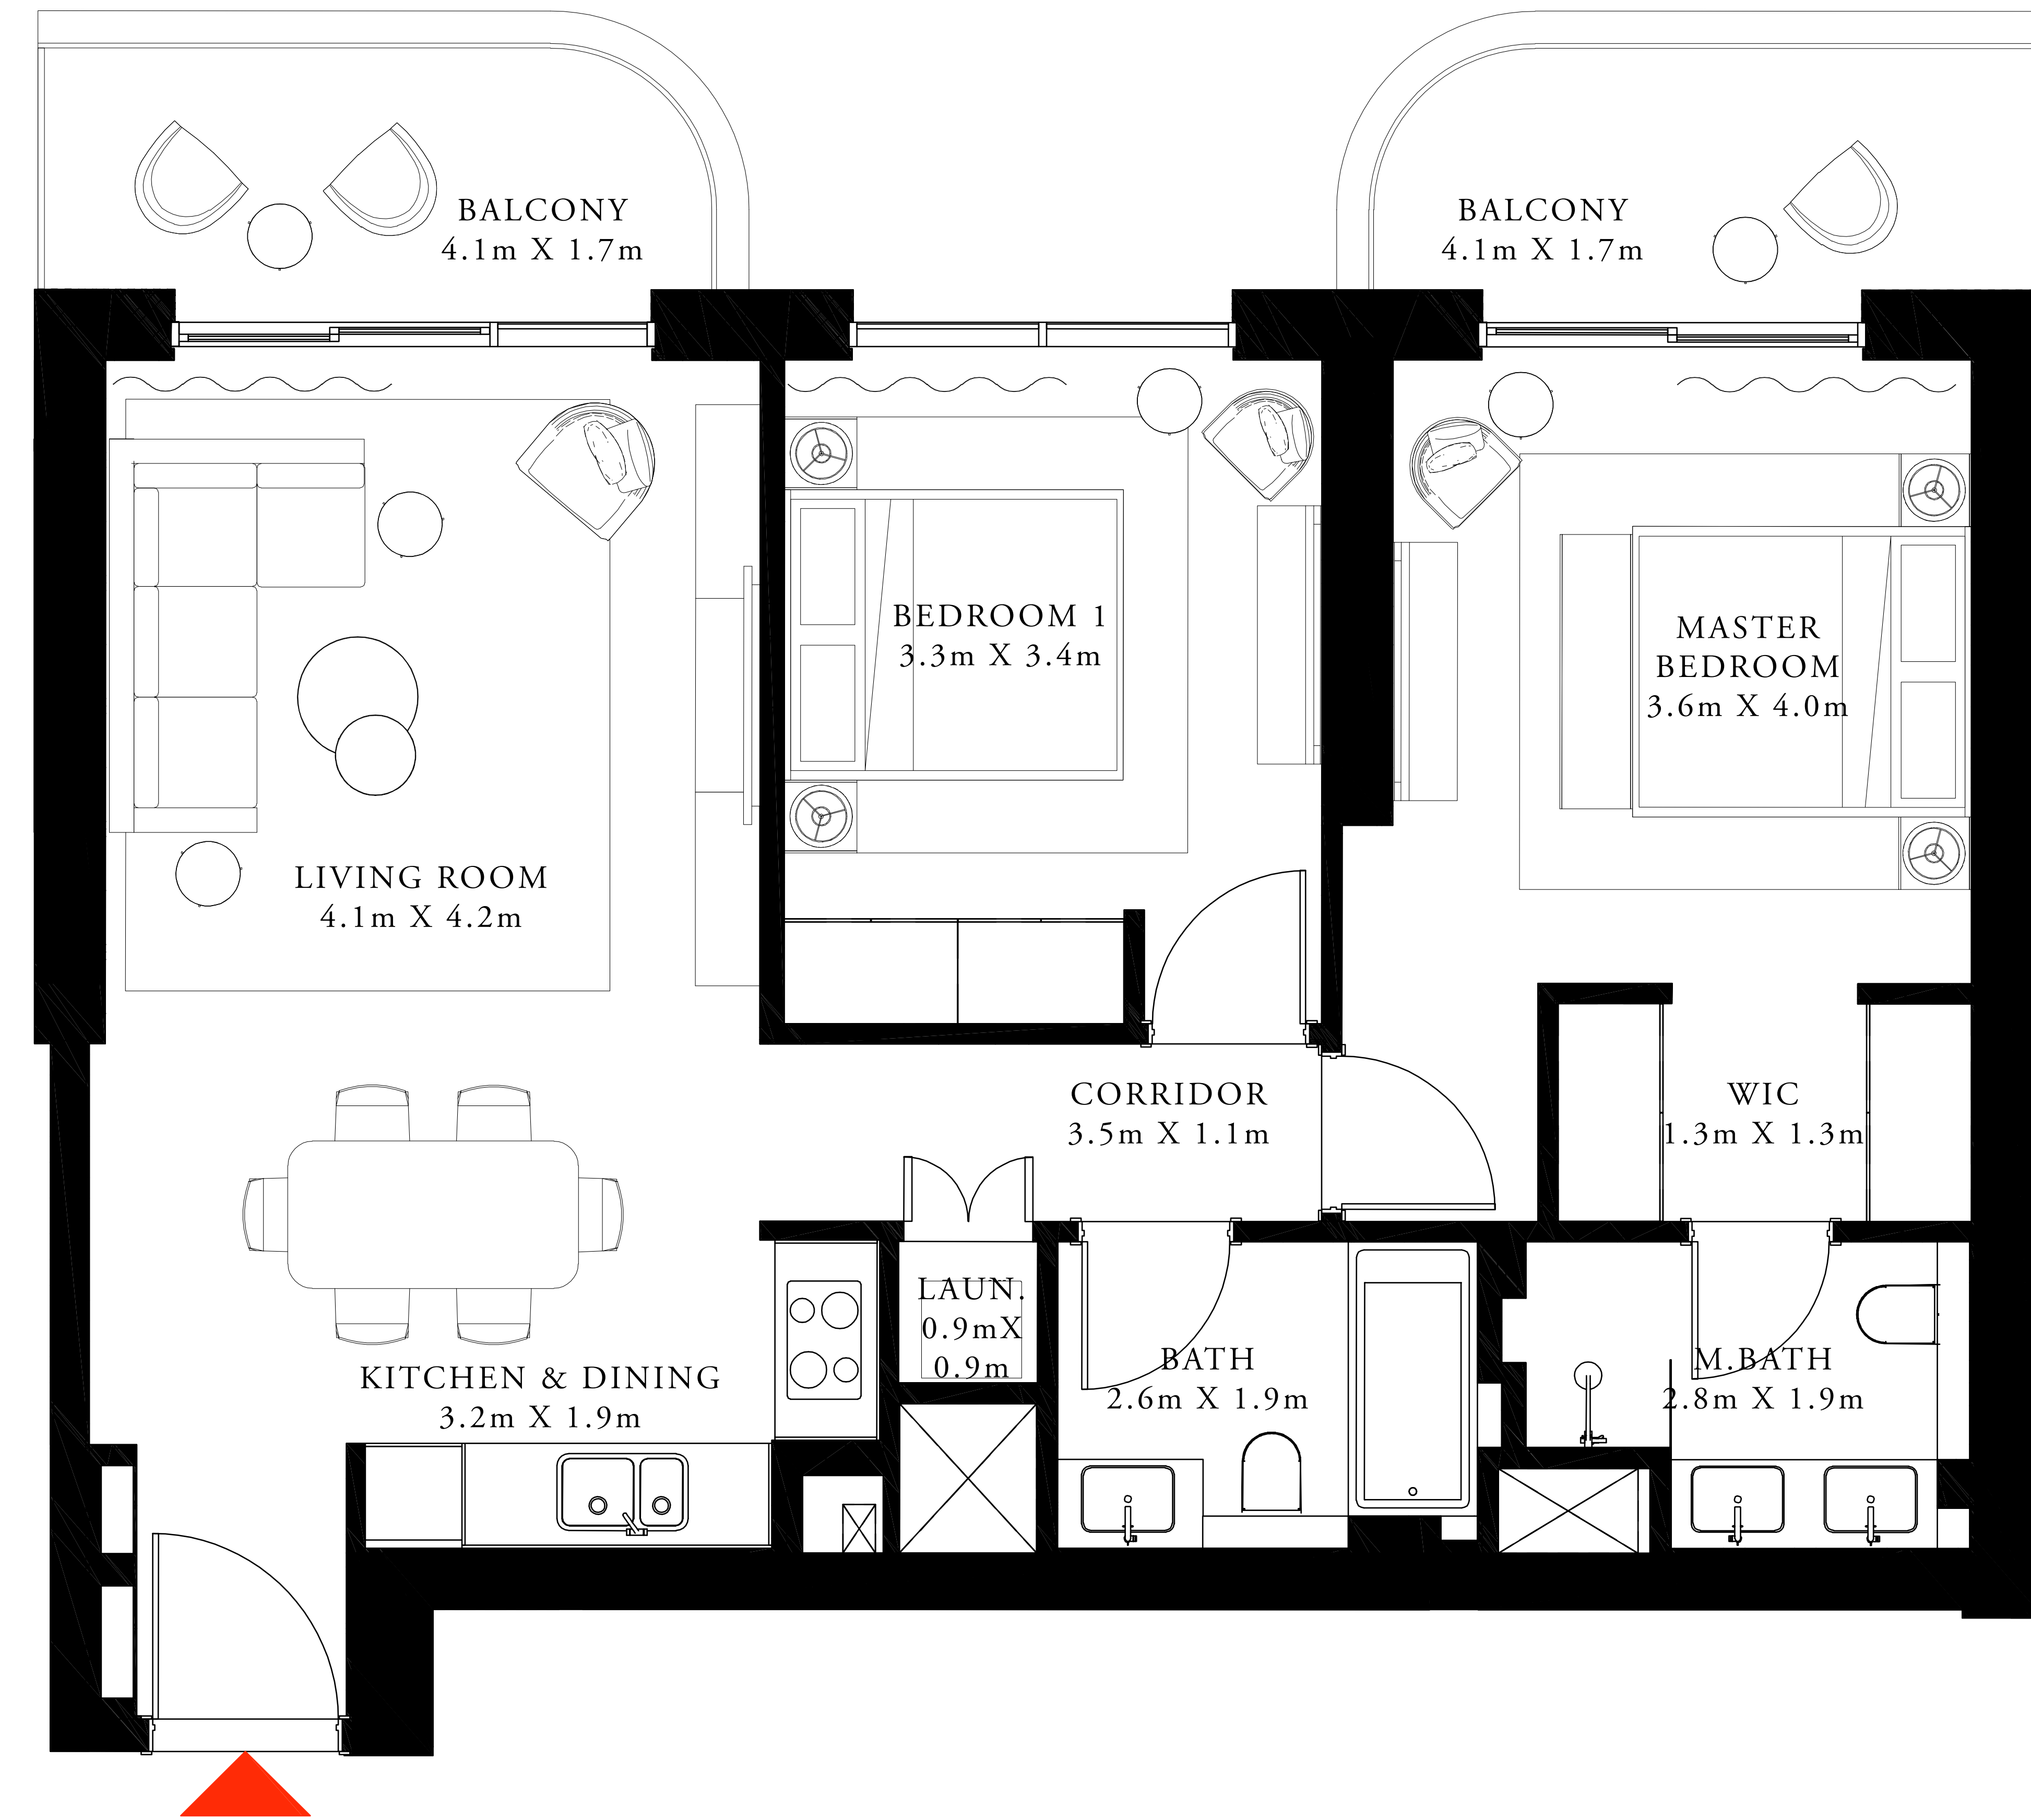 BALCONY
4.1m X 1.7m
BALCONY
4.1m X 1.7m
BEDROOM 1
3.3m X 3.4m
MASTER
BEDROOM
3.6m X 4.0m
LIVING ROOM
4.1m X 4.2m
CORRIDOR
3.5m X 1.1m
WIC
1.3m X 1.3m
LAUN.
0.9mX
0.9m
KITCHEN & DINING
3.2m X 1.9m
BATH
2.6m X 1.9m
M.BATH
2.8m X 1.9m